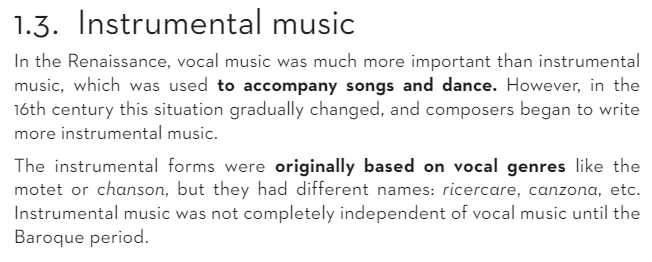 1.3. Instrumental music
In the Renaissance, vocal music was much more important than instrumental
music, which was used to accompany songs and dance. However, in the
16th century this situation gradually changed, and composers began to write
more instrumental music.
The instrumental forms were originally based on vocal genres like the
motet or chanson, but they had different names: ricercare, canzona, etc.
Instrumental music was not completely independent of vocal music until the
Baroque period.